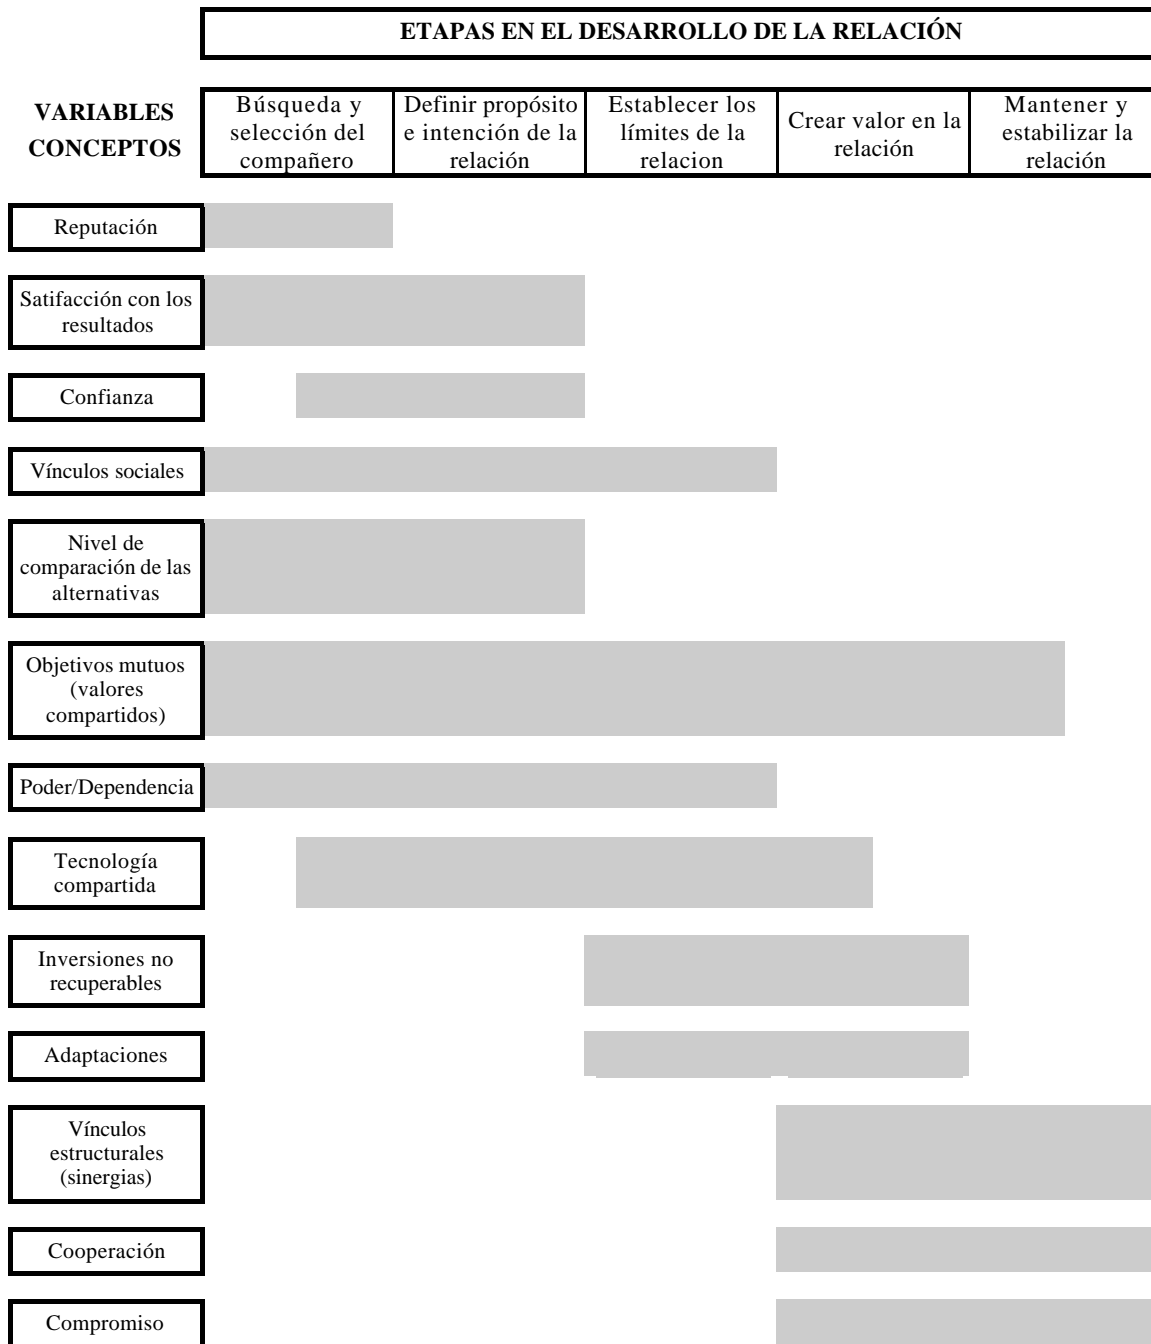 ETAPAS EN EL DESARROLLO DE LA RELACIÓN
VARIABLES
CONCEPTOS
Búsqueda y
selección del
compañero
Definir propósito
e intención de la
relación
Establecer los
límites de la
relacion
Crear valor en la
relación
Mantener y
estabilizar la
relación
Reputación
Satifacción con los
resultados
Confianza
Vínculos sociales
Nivel de
comparación de las
alternativas
Objetivos mutuos
(valores
compartidos)
Poder/Dependencia
Tecnología
compartida
Inversiones no
recuperables
Adaptaciones
Vínculos
estructurales
(sinergias)
Cooperación
Compromiso